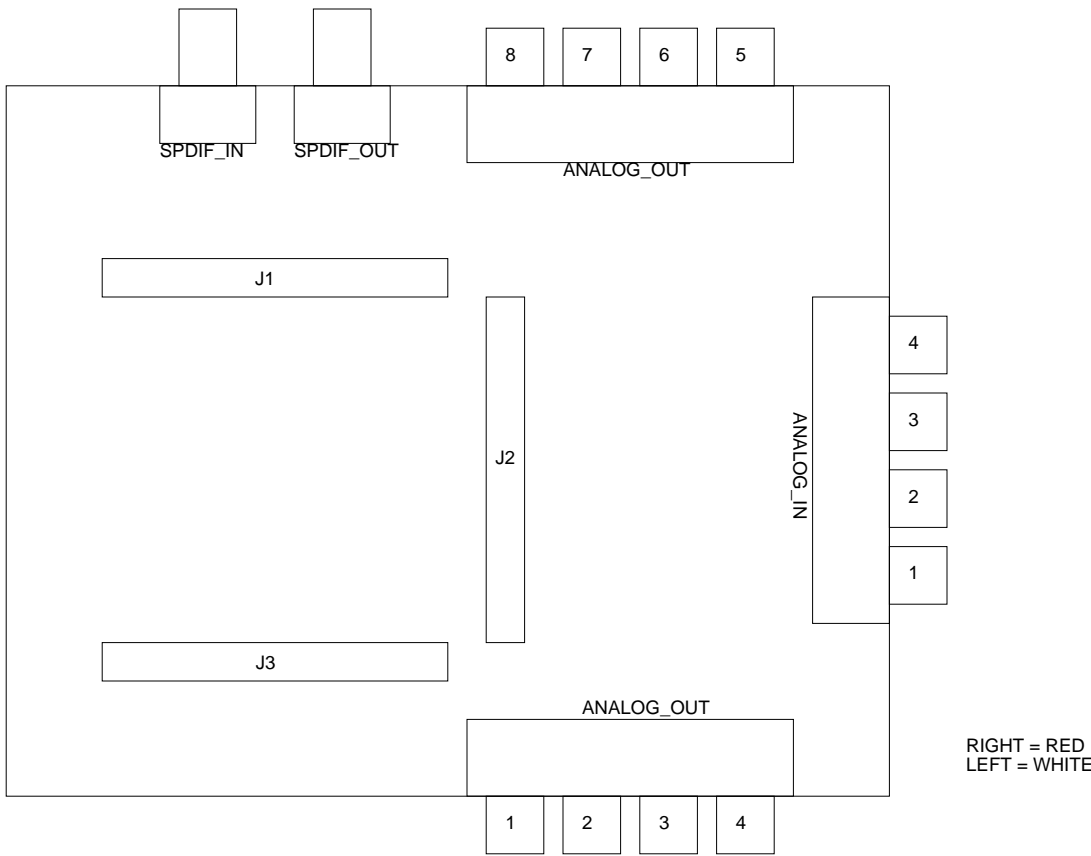 8 7 6 5
SPDIF_IN SPDIF_OUT
ANALOG_OUT
J1
4
3
J2
ANALOG_IN
2
1
J3
ANALOG_OUT
RIGHT = RED
LEFT = WHITE
1 2 3 4